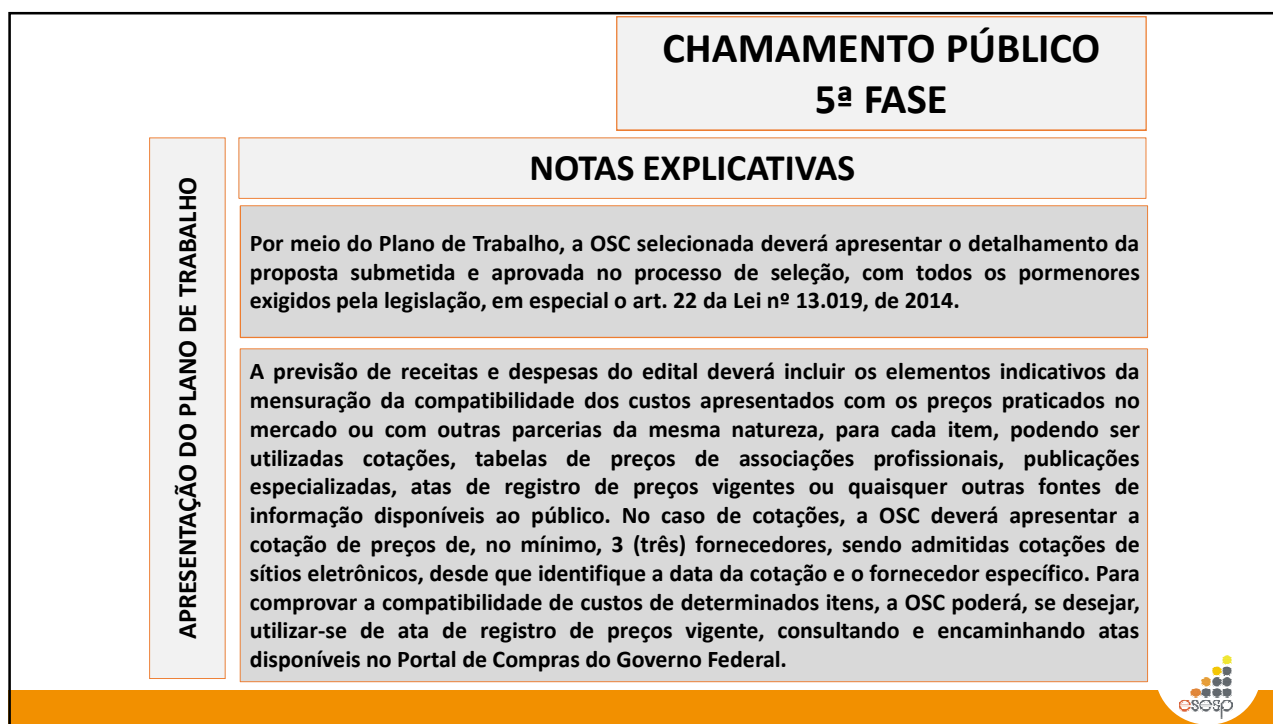 CHAMAMENTO PÚBLICO
5ª FASE
APRESENTAÇÃO DO PLANO DE TRABALHO
NOTAS EXPLICATIVAS
Por meio do Plano de Trabalho, a OSC selecionada deverá apresentar o detalhamento da
proposta submetida e aprovada no processo de seleção, com todos os pormenores
exigidos pela legislação, em especial o art. 22 da Lei nº 13.019, de 2014.
A previsão de receitas e despesas do edital deverá incluir os elementos indicativos da
mensuração da compatibilidade dos custos apresentados com os preços praticados no
mercado ou com outras parcerias da mesma natureza, para cada item, podendo ser
utilizadas cotações, tabelas de preços de associações profissionais, publicações
especializadas, atas de registro de preços vigentes ou quaisquer outras fontes de
informação disponíveis ao público. No caso de cotações, a OSC deverá apresentar a
cotação de preços de, no mínimo, 3 (três) fornecedores, sendo admitidas cotações de
sítios eletrônicos, desde que identifique a data da cotação e o fornecedor específico. Para
comprovar a compatibilidade de custos de determinados itens, a OSC poderá, se desejar,
utilizar-se de ata de registro de preços vigente, consultando e encaminhando atas
disponíveis no Portal de Compras do Governo Federal.
esesp